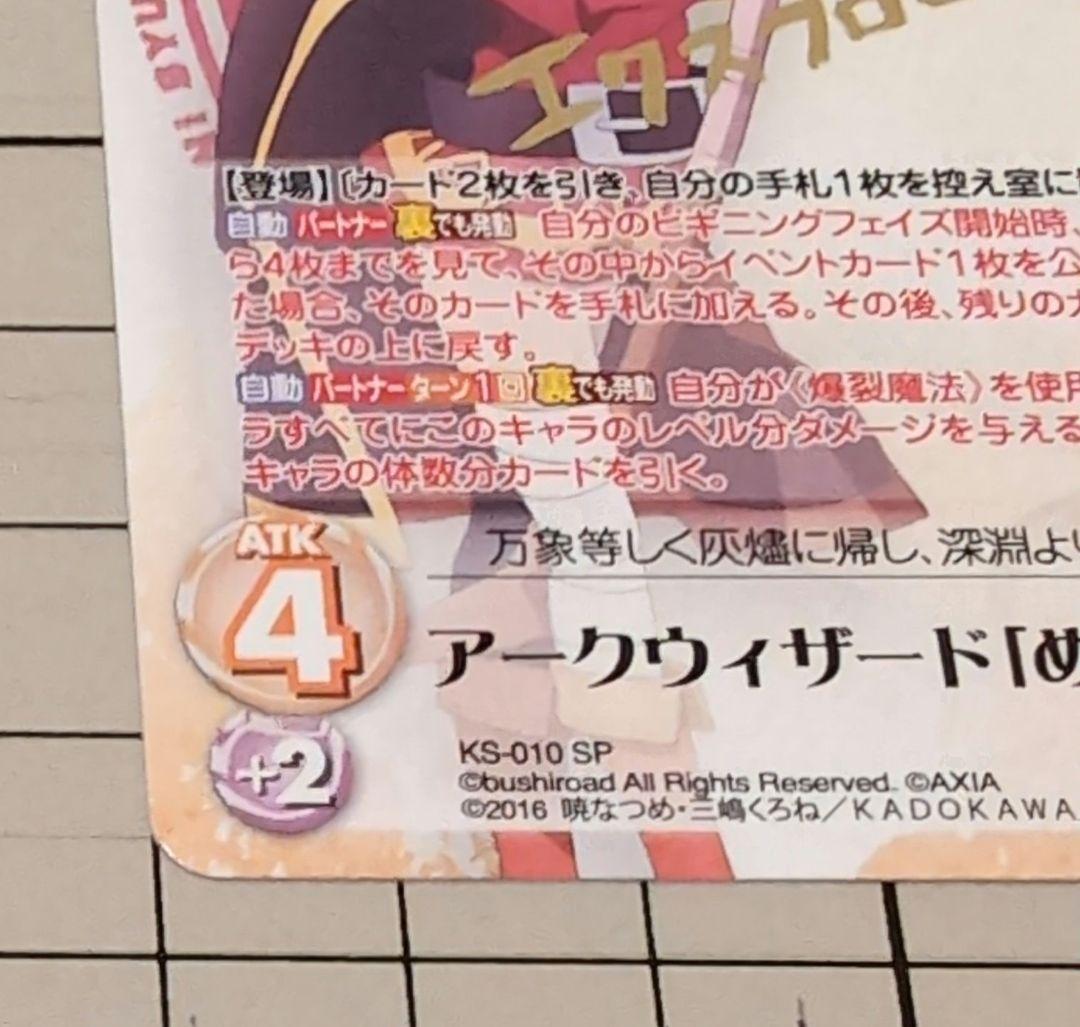 エクスプロ
【登場】〔カード2枚を引き、自分の手札1枚を控え室に
自動 パートナー 裏でも発動 自分のビギニングフェイズ開始時、
ら4枚までを見て、その中からイベントカード1枚を公
た場合、そのカードを手札に加える。その後、残りのカ
デッキの上に戻す。
自動 パートナー ターン1回 裏でも発動 自分が〈爆裂魔法〉を使用
ラすべてにこのキャラのレベル分ダメージを与える
キャラの体数分カードを引く。
ATK
4
万象等しく灰燼に帰し、深淵より
アークウィザード「め
+2
KS-010 SP
©bushiroad All Rights Reserved. ©AXIA
©2016 暁なつめ・三嶋くろね／KADOKAWA